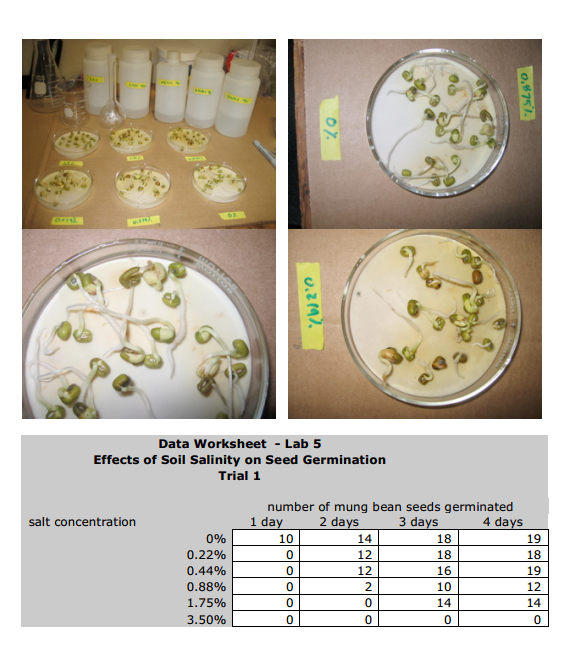 0%
0.875%
0.219%
Data Worksheet - Lab 5
Effects of Soil Salinity on Seed Germination
Trial 1
number of mung bean seeds germinated
salt concentration 1 day 2 days 3 days 4 days
0% 10 14 18 19
0.22% 0 12 18 18
0.44% 0 12 16 19
0.88% 0 2 10 12
1.75% 0 0 14 14
3.50% 0 0 0 0